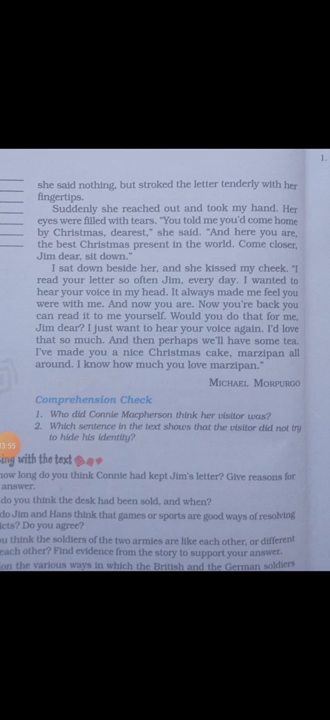 1.
she said nothing, but stroked the letter tenderly with her
fingertips.
Suddenly she reached out and took my hand. Her
eyes were filled with tears. "You told me you'd come home
by Christmas, dearest," she said. "And here you are,
the best Christmas present in the world. Come closer,
Jim dear, sit down."
I sat down beside her, and she kissed my cheek. "I
read your letter so often Jim, every day. I wanted to
hear your voice in my head. It always made me feel you
were with me. And now you are. Now you're back you
can read it to me yourself. Would you do that for me,
Jim dear? I just want to hear your voice again. I'd love
that so much. And then perhaps we'll have some tea.
I've made you a nice Christmas cake, marzipan all
around. I know how much you love marzipan."
MICHAEL MORPURGO
Comprehension Check
1. Who did Connie Macpherson think her visitor was?
2. Which sentence in the text shows that the visitor did not try
to hide his identity?
3:55
with the text
how long do you think Connie had kept Jim's letter? Give reasons for
answer.
do you think the desk had been sold, and when?
do Jim and Hans think that games or sports are good ways of resolving
Do you agree?
think the soldiers of the two armies are like each other, or different
each other? Find evidence from the story to support your answer.
on the various ways in which the British and the German soldiers